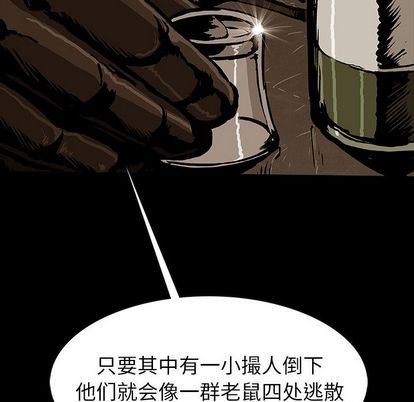 只要其中有一小撮人倒下
他们就会像一群老鼠四处逃散